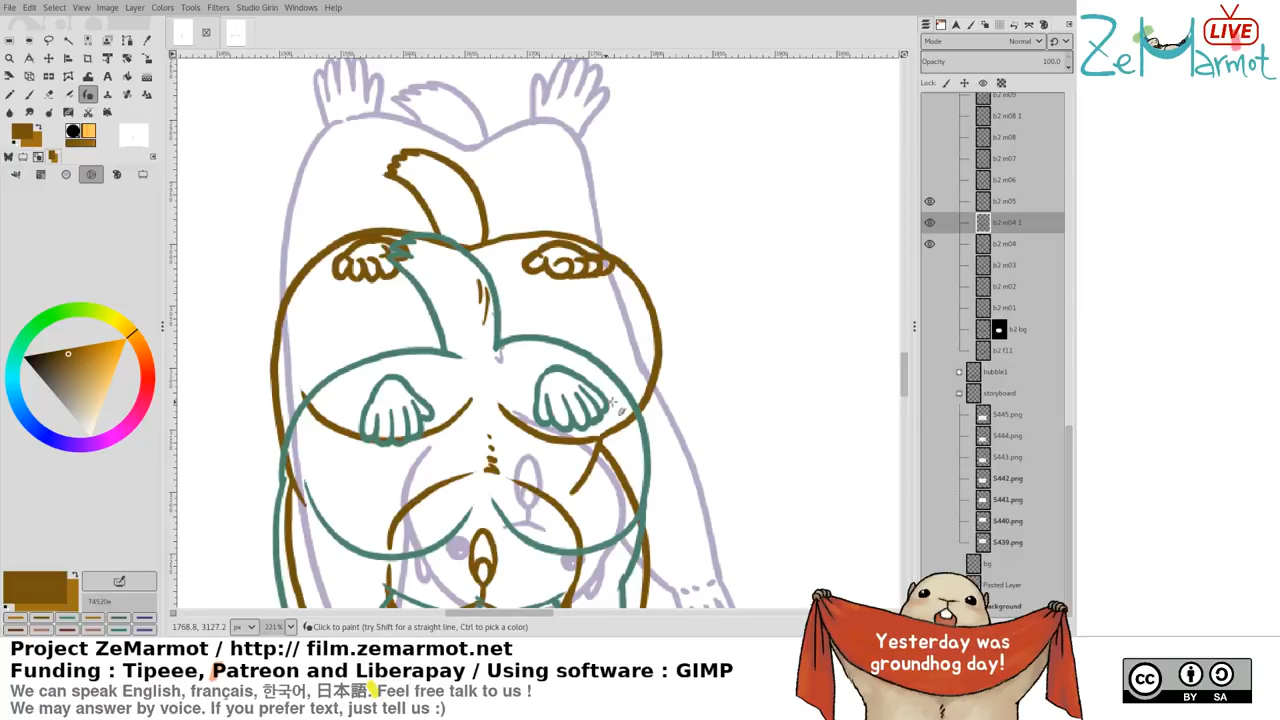 File Edit Select View Image Layer Colors Tools Filters Studio Girin Windows Help
ZeMarmot
LIVE
Mode Normal
Opacity 100.0
Lock:
b2 m09
b2 m08 1
b2 m08
b2 m07
b2 m06
b2 m05
b2 m04 1
b2 m04
b2 m03
b2 m02
b2 m01
b2 bg
b2 f11
bubble1
storyboard
S445.png
S444.png
S443.png
S442.png
S441.png
S440.png
S439.png
bg
Pasted Layer
74520e
1768.8, 3127.2 px 221% Click to paint (try Shift for a straight line, Ctrl to pick a color)
Yesterday was
groundhog day!
Project ZeMarmot / http:// film.zemarmot.net
Funding : Tipeee, Patreon and Liberapay / Using software : GIMP
We can speak English, français, 한국어, 日本語 Feel free talk to us !
We may answer by voice. If you prefer text, just tell us :)
cc
BY SA